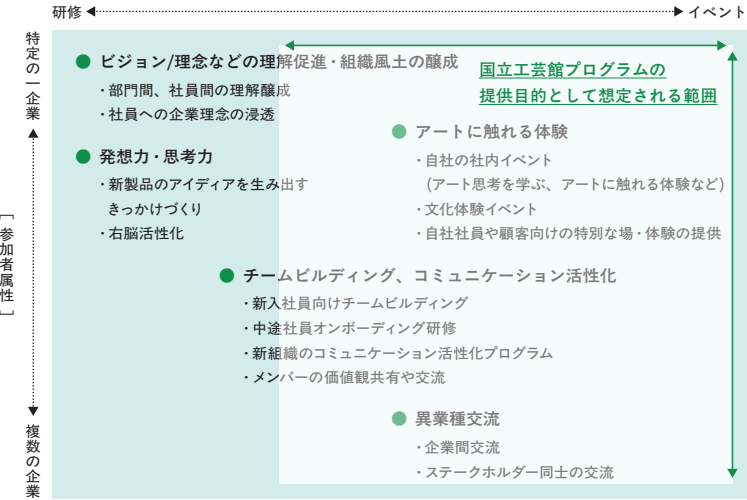 研修
イベント
特定の一企業
[参加者属性]
複数の企業
● ビジョン/理念などの理解促進・組織風土の醸成
・部門間、社員間の理解醸成
・社員への企業理念の浸透
国立工芸館プログラムの
提供目的として想定される範囲
● アートに触れる体験
・自社の社内イベント
(アート思考を学ぶ、アートに触れる体験など)
・文化体験イベント
・自社社員や顧客向けの特別な場・体験の提供
● 発想力・思考力
・新製品のアイディアを生み出す
きっかけづくり
・右脳活性化
● チームビルディング、コミュニケーション活性化
・新入社員向けチームビルディング
・中途社員オンボーディング研修
・新組織のコミュニケーション活性化プログラム
・メンバーの価値観共有や交流
● 異業種交流
・企業間交流
・ステークホルダー同士の交流